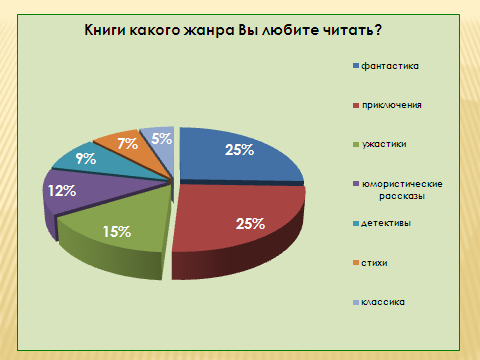 Книги какого жанра Вы любите читать?
фантастика
приключения
ужастики
юмористические
рассказы
детективы
стихи
классика
5%
7%
9%
12%
15%
25%
25%